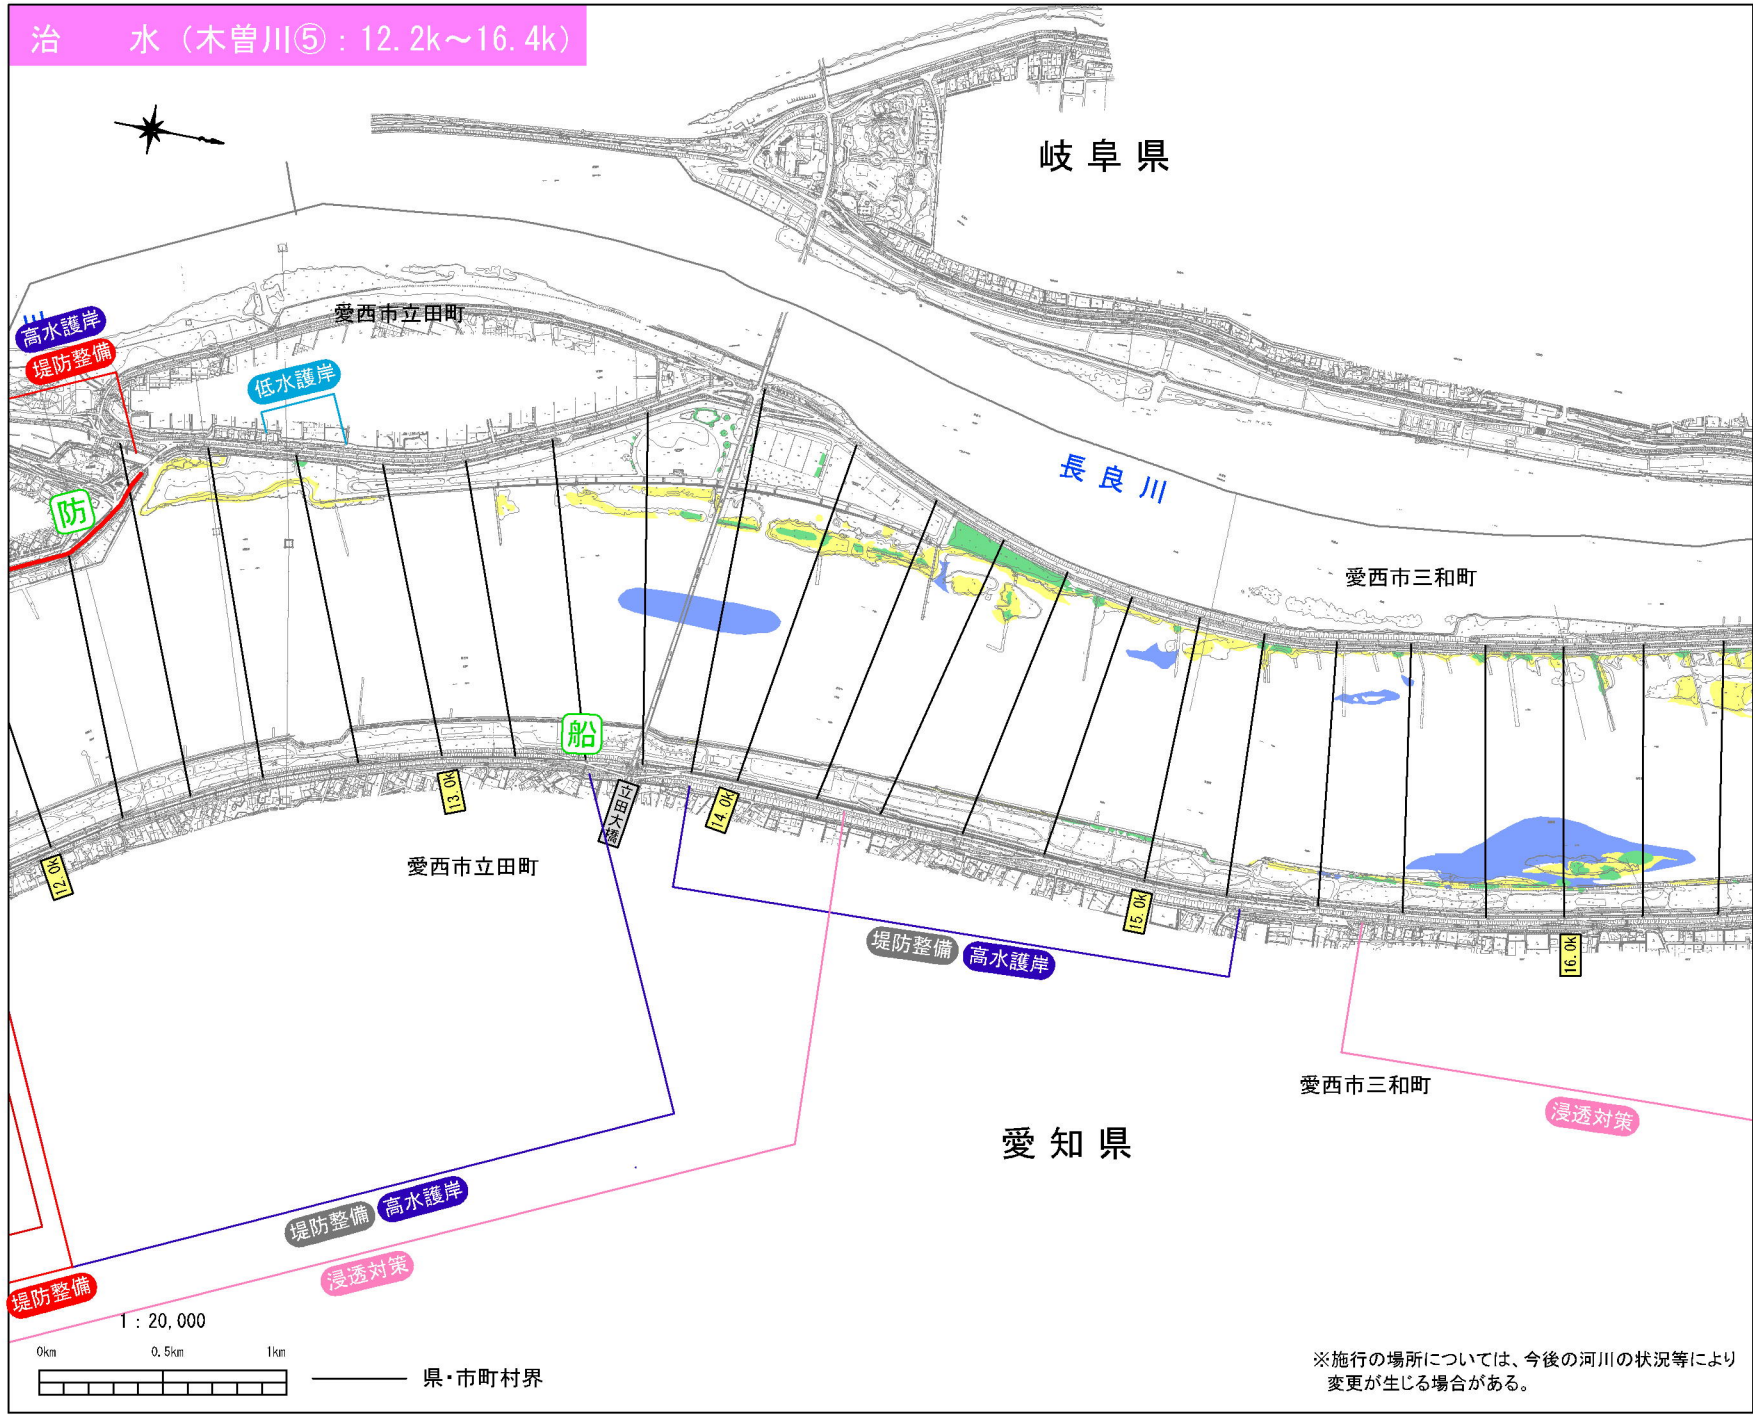 治　水（木曽川⑤：12.2k～16.4k）
岐阜県
愛西市立田町
高水護岸
堤防整備
低水護岸
長良川
防
愛西市三和町
船
13.0k
立田大橋
14.0k
12.0k
愛西市立田町
15.0k
堤防整備
高水護岸
16.0k
愛西市三和町
浸透対策
愛知県
堤防整備
高水護岸
浸透対策
堤防整備
1：20,000
0km 0.5km 1km
県・市町村界
※施行の場所については、今後の河川の状況等により
変更が生じる場合がある。